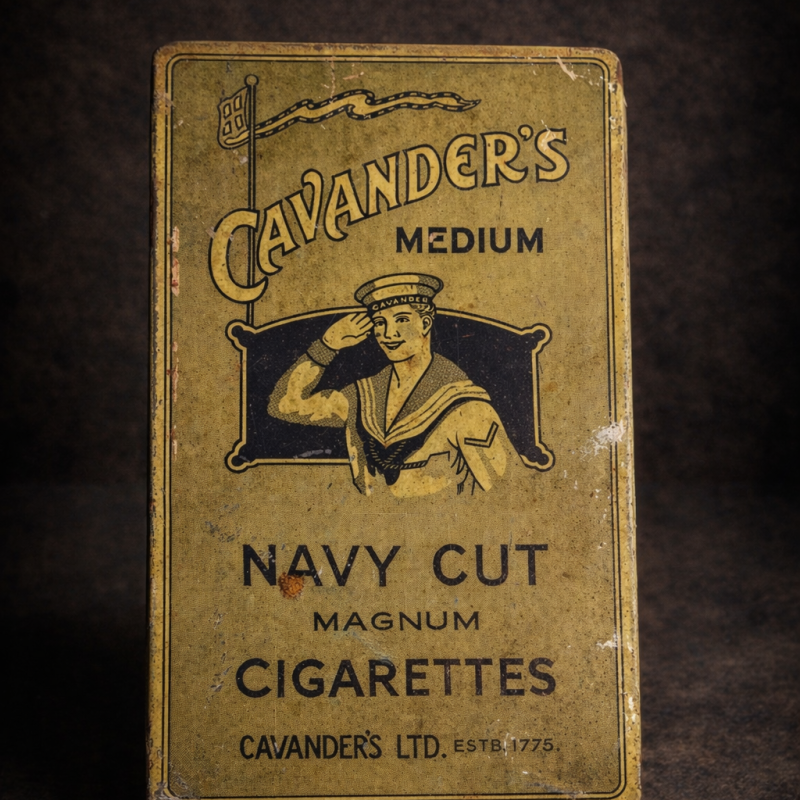 CAVANDER'S
MEDIUM
CAVANDER
NAVY CUT
MAGNUM
CIGARETTES
CAVANDER'S LTD. ESTB. 1775.